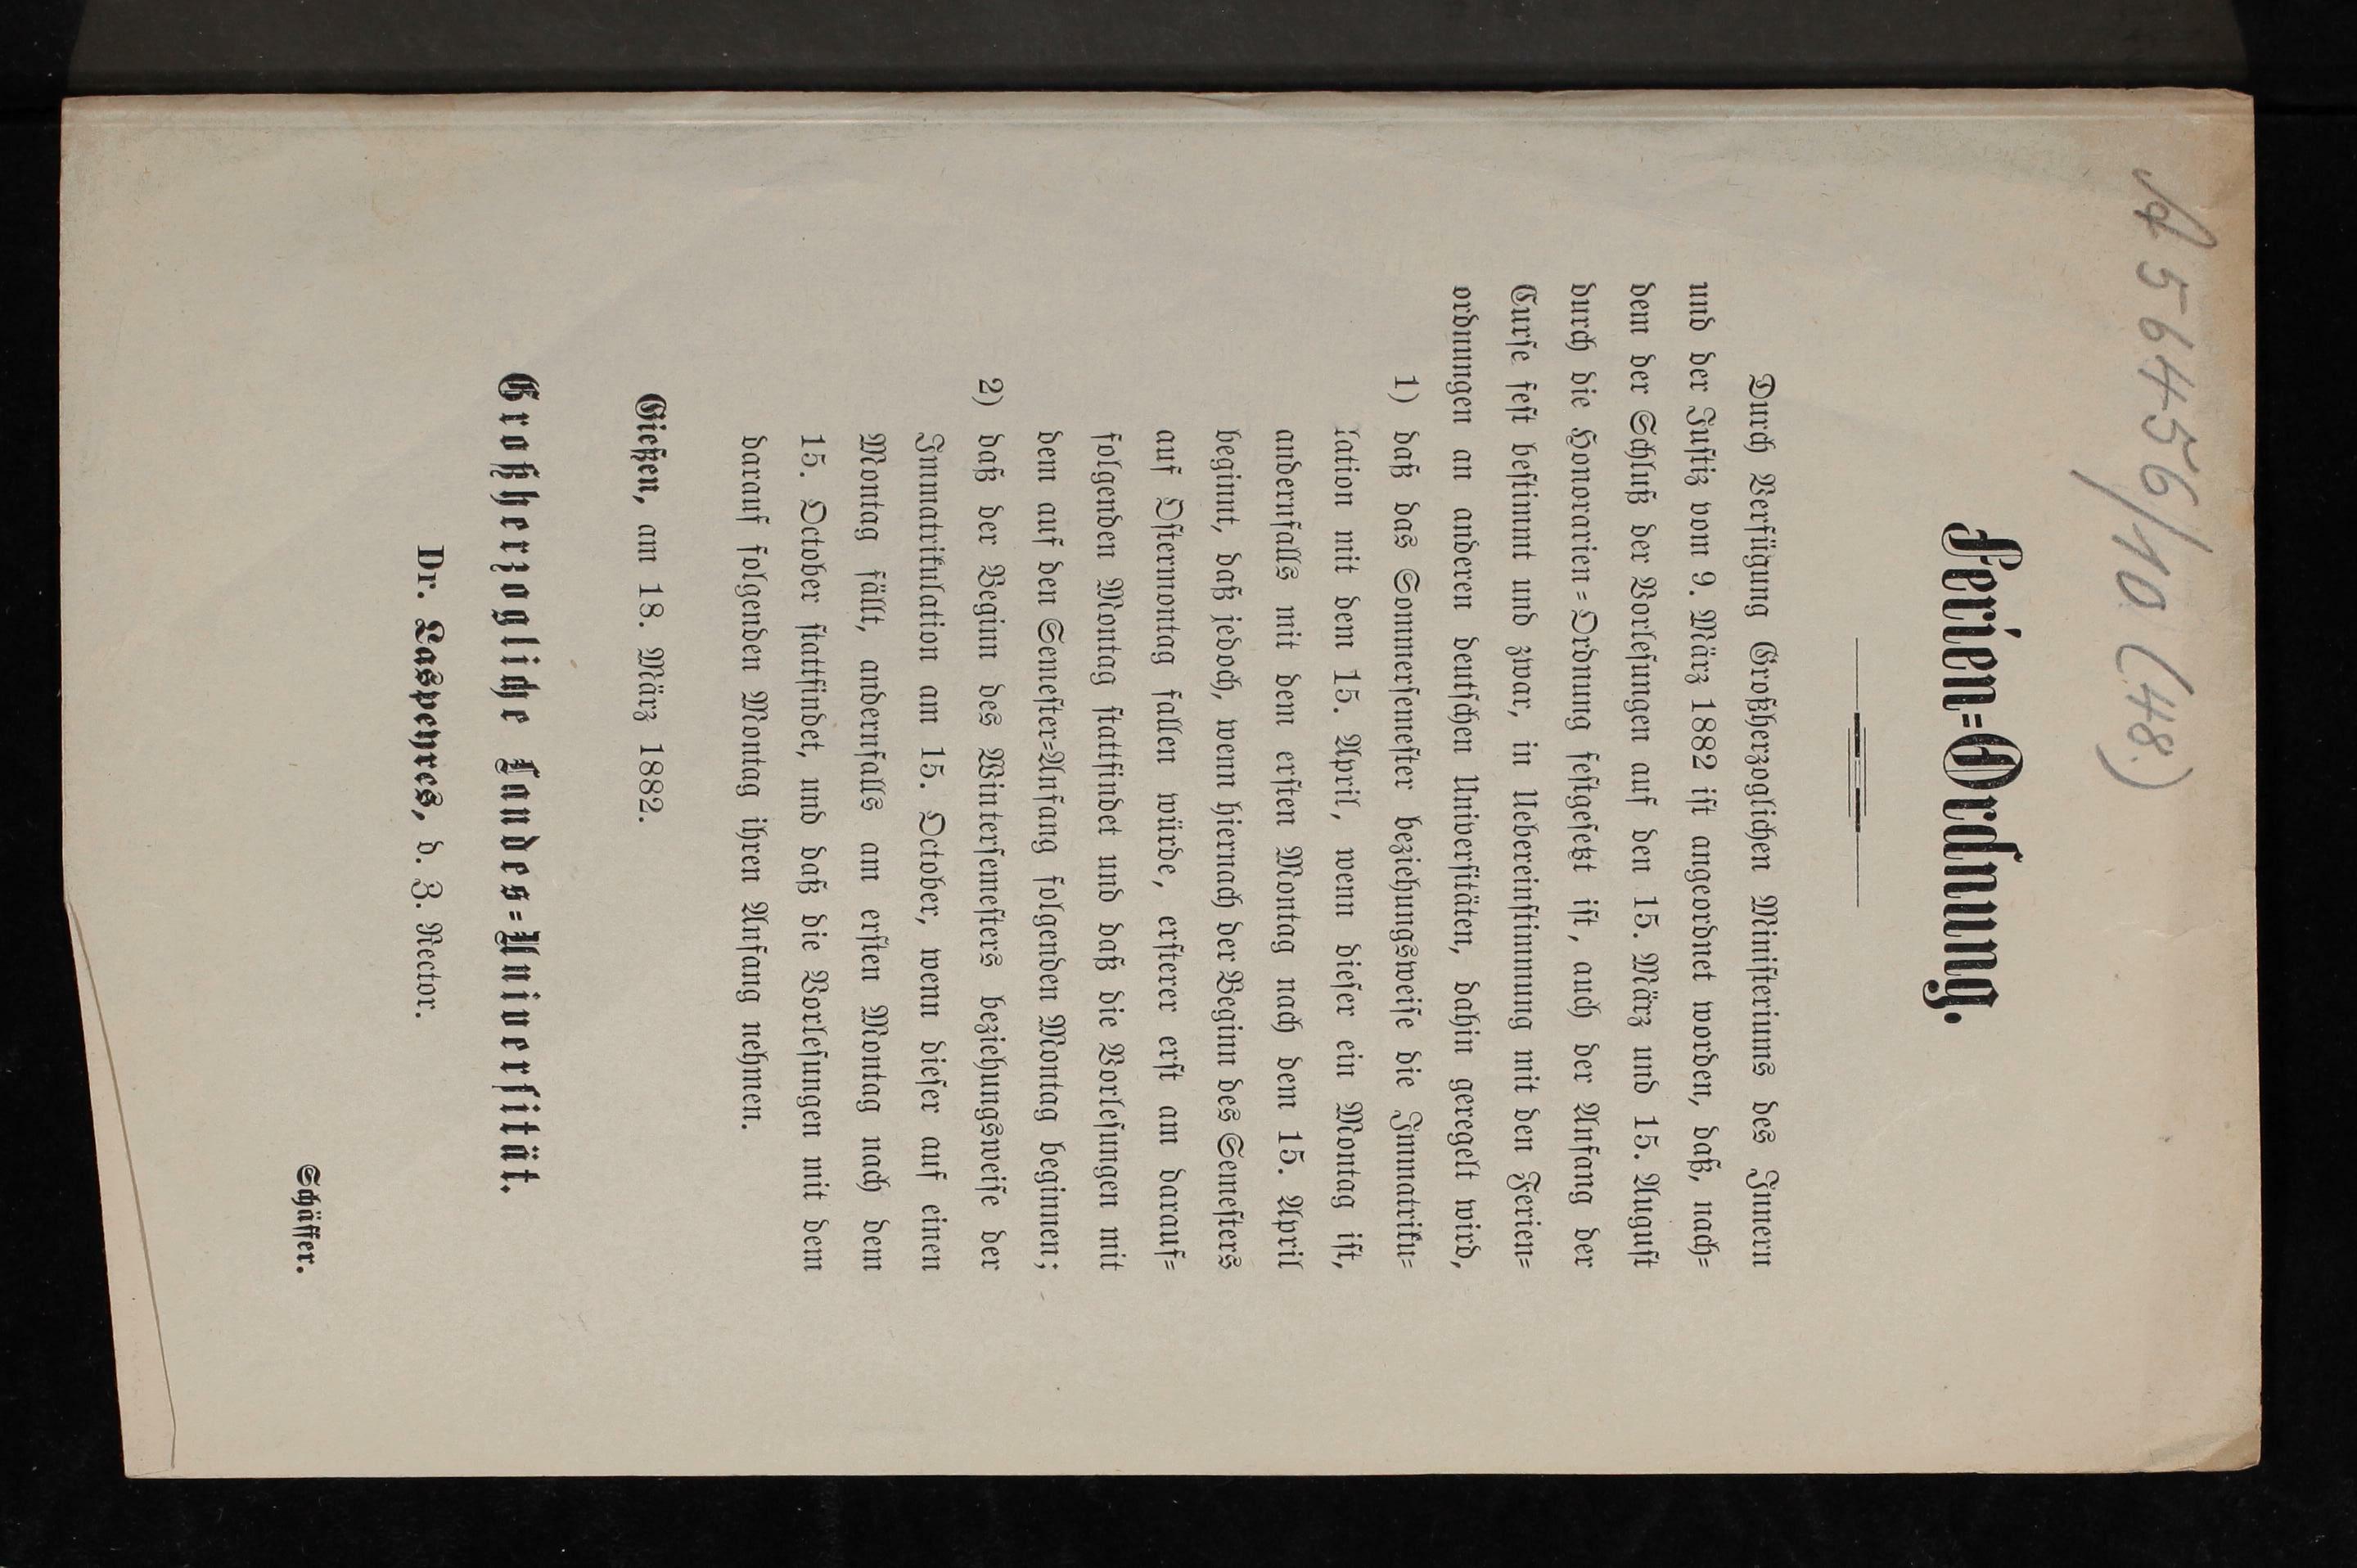 A 56456/10 (48.)
Ferien=Ordnung.
Durch Verfügung Großherzoglichen Ministeriums des Innern
und der Justiz vom 9. März 1882 ist angeordnet worden, daß, nach=
dem der Schluß der Vorlesungen auf den 15. März und 15. August
durch die Honorarien=Ordnung festgesetzt ist, auch der Anfang der
Curse fest bestimmt und zwar, in Uebereinstimmung mit den Ferien=
ordnungen an anderen deutschen Universitäten, dahin geregelt wird,
1) daß das Sommersemester beziehungsweise die Immatriku=
lation mit dem 15. April, wenn dieser ein Montag ist,
andernfalls mit dem ersten Montag nach dem 15. April
beginnt, daß jedoch, wenn hiernach der Beginn des Semesters
auf Ostermontag fallen würde, ersterer erst am darauf=
folgenden Montag stattfindet und daß die Vorlesungen mit
dem auf den Semester=Anfang folgenden Montag beginnen;
2) daß der Beginn des Wintersemesters beziehungsweise der
Immatrikulation am 15. October, wenn dieser auf einen
Montag fällt, andernfalls am ersten Montag nach dem
15. October stattfindet, und daß die Vorlesungen mit dem
darauf folgenden Montag ihren Anfang nehmen.
Gießen, am 18. März 1882.
Großherzogliche Landes=Universität.
Dr. Laspeyres, d. Z. Rector.
Schäffer.